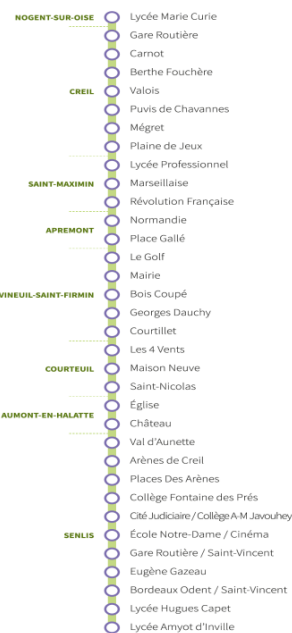 NOGENT-SUR-OISE Lycée Marie Curie
Gare Routière
Carnot
Berthe Fouchère
CREIL Valois
Puvis de Chavannes
Mégret
Plaine de Jeux
Lycée Professionnel
SAINT-MAXIMIN Marseillaise
Révolution Française
Normandie
APREMONT
Place Gallé
Le Golf
Mairie
VINEUIL-SAINT-FIRMIN Bois Coupé
Georges Dauchy
Courtillet
Les 4 Vents
COURTEUIL Maison Neuve
Saint-Nicolas
Église
AUMONT-EN-HALATTE
Château
Val d'Aunette
Arènes de Creil
Places Des Arènes
Collège Fontaine des Prés
Cité Judiciaire / Collège A-M Javouhey
SENLIS École Notre-Dame / Cinéma
Gare Routière / Saint-Vincent
Eugène Gazeau
Bordeaux Odent / Saint-Vincent
Lycée Hugues Capet
Lycée Amyot d'Inville